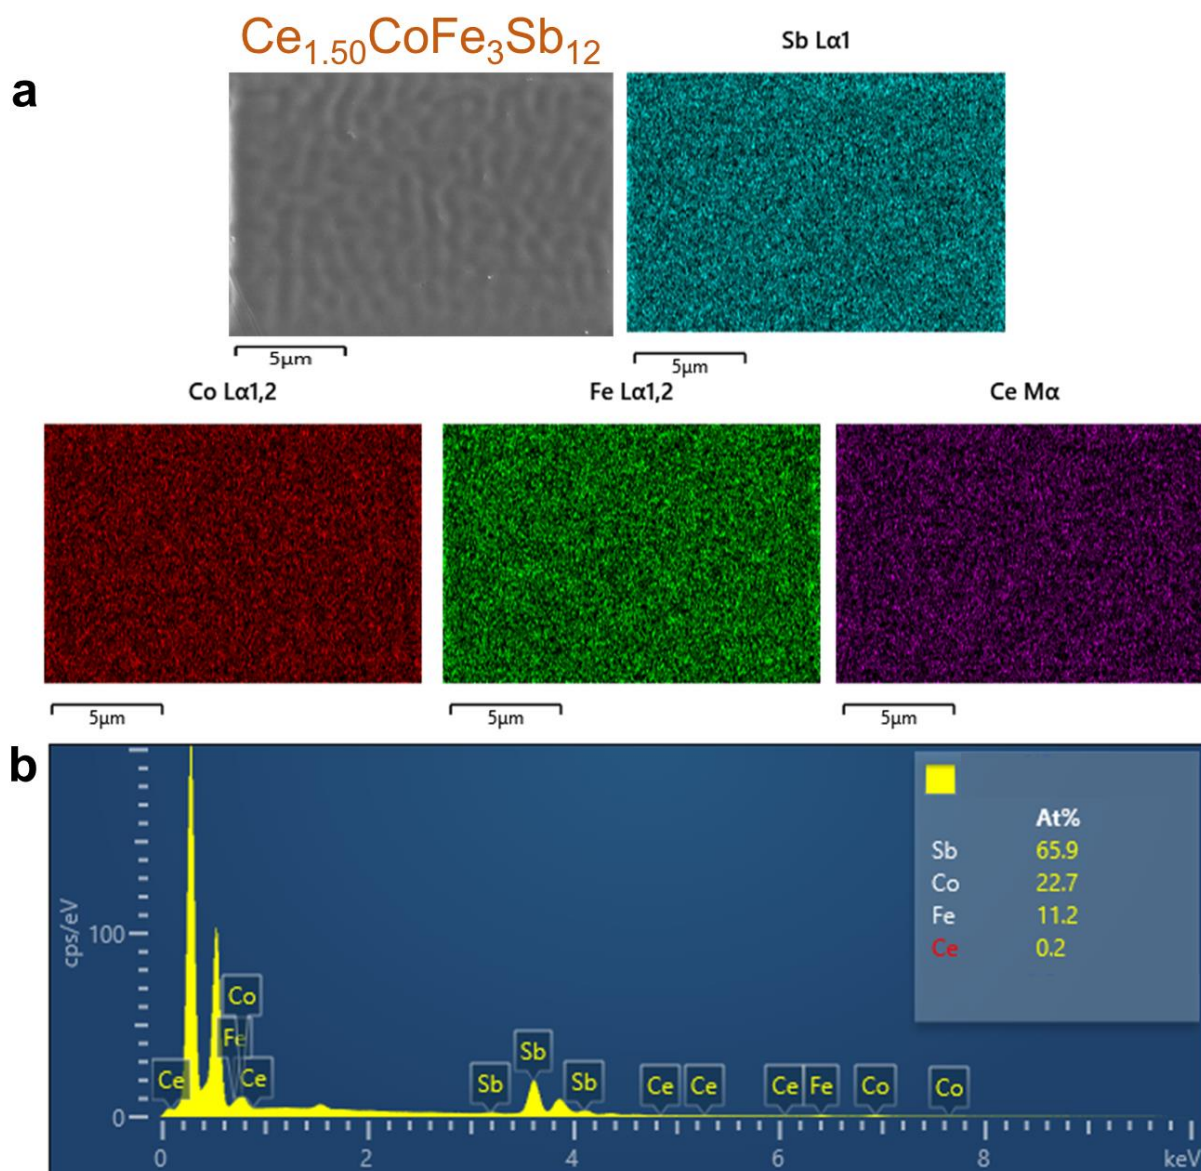 Ce1.50CoFe3Sb12
Sb Lα1
a
5μm
5μm
Co Lα1,2
Fe Lα1,2
Ce Mα
5μm
5μm
5μm
b
At%
Sb 65.9
Co 22.7
Fe 11.2
Ce 0.2
cps/eV
100
0
Ce
Fe
Co
Ce
Sb
Sb
Sb
Ce
Ce
Ce
Fe
Co
Co
0 2 4 6 8 keV